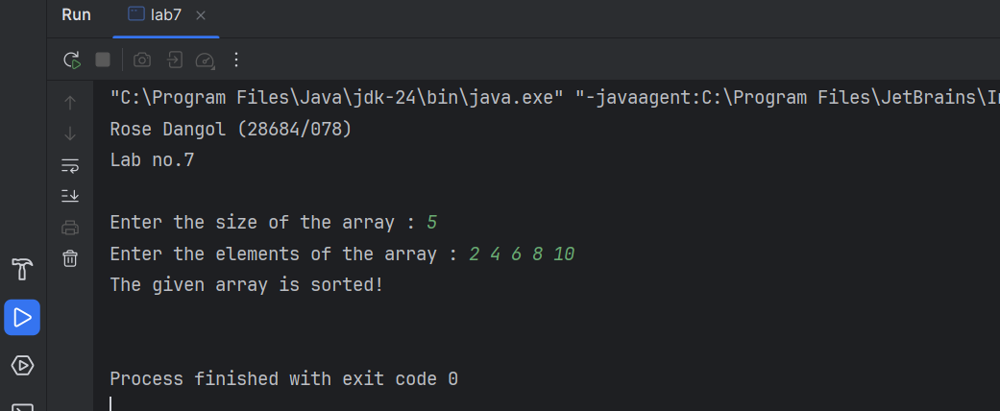 Run lab7
"C:\Program Files\Java\jdk-24\bin\java.exe" "-javaagent:C:\Program Files\JetBrains\
Rose Dangol (28684/078)
Lab no.7
Enter the size of the array : 5
Enter the elements of the array : 2 4 6 8 10
The given array is sorted!
Process finished with exit code 0